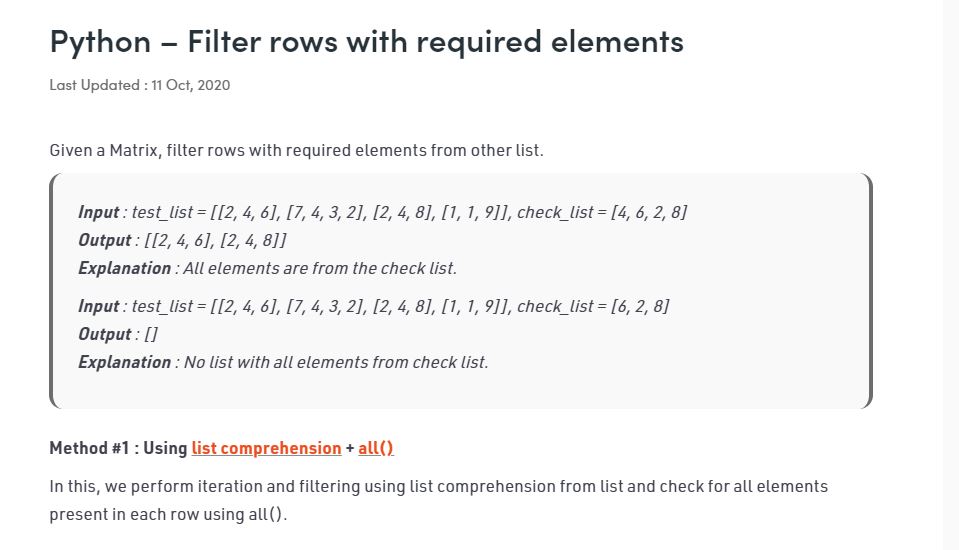 Python – Filter rows with required elements
Last Updated : 11 Oct, 2020
Given a Matrix, filter rows with required elements from other list.
Input : test_list = [[2, 4, 6], [7, 4, 3, 2], [2, 4, 8], [1, 1, 9]], check_list = [4, 6, 2, 8]
Output : [[2, 4, 6], [2, 4, 8]]
Explanation : All elements are from the check list.
Input : test_list = [[2, 4, 6], [7, 4, 3, 2], [2, 4, 8], [1, 1, 9]], check_list = [6, 2, 8]
Output : []
Explanation : No list with all elements from check list.
Method #1 : Using list comprehension + all()
In this, we perform iteration and filtering using list comprehension from list and check for all elements
present in each row using all().